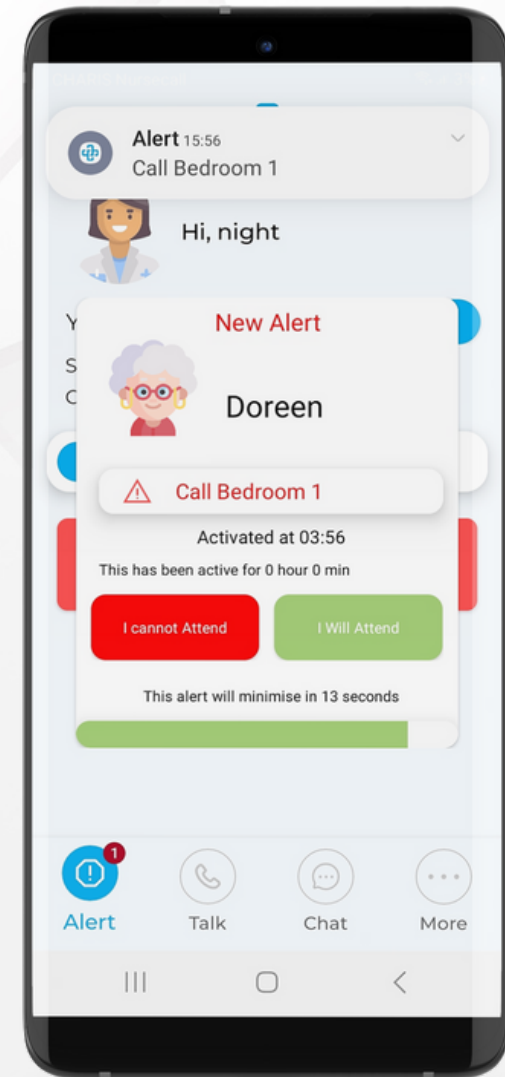 Alert 15:56
Call Bedroom 1
Hi, night
Y
New Alert
S
Doreen
C
Call Bedroom 1
Activated at 03:56
This has been active for 0 hour 0 min
I cannot Attend
I Will Attend
This alert will minimise in 13 seconds
1
Alert
Talk
Chat
More